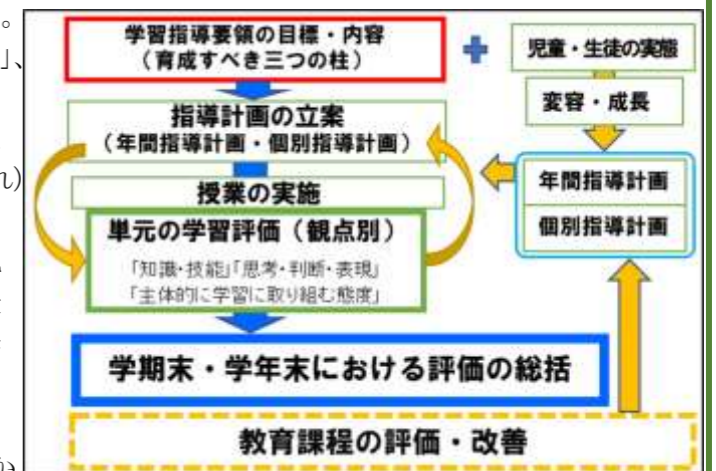 。
」、
学習指導要領の目標・内容
（育成すべき三つの柱）
児童・生徒の実態
変容・成長
指導計画の立案
（年間指導計画・個別指導計画）
れ)
授業の実施
年間指導計画
個別指導計画
単元の学習評価（観点別）
「知識・技能」「思考・判断・表現」
「主体的に学習に取り組む態度」
学期末・学年末における評価の総括
教育課程の評価・改善